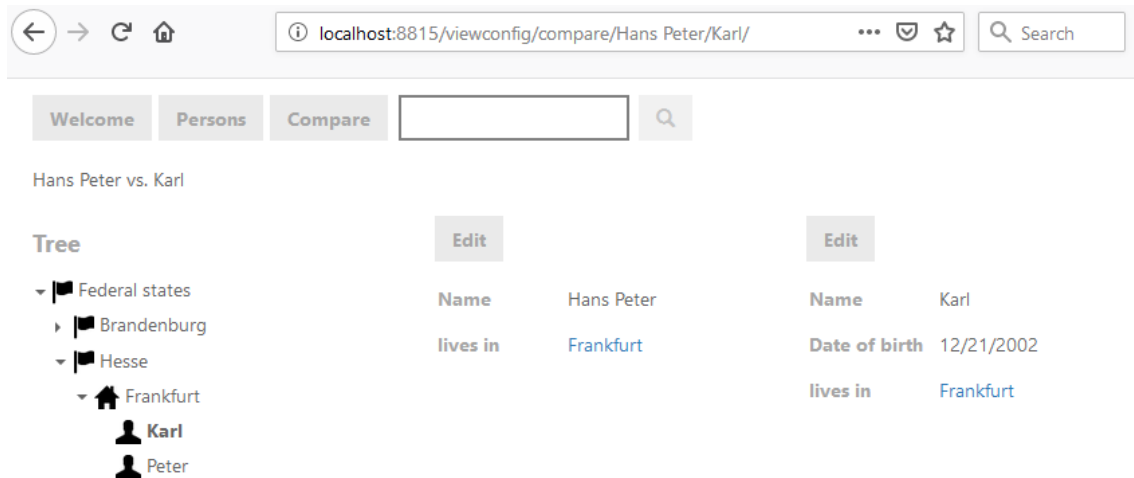 localhost:8815/viewconfig/compare/Hans Peter/Karl/ Search
Welcome Persons Compare
Hans Peter vs. Karl
Tree
Federal states
Brandenburg
Hesse
Frankfurt
Karl
Peter
Edit
Name Hans Peter
lives in Frankfurt
Edit
Name Karl
Date of birth 12/21/2002
lives in Frankfurt